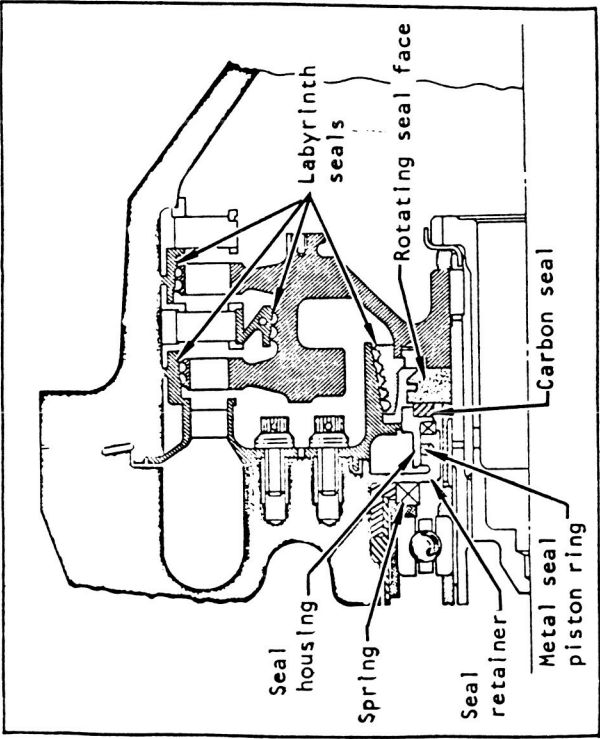 Labyrinth
seals
Rotating seal face
Carbon seal
Seal
housing
Spring
Seal
retainer
Metal seal
piston ring